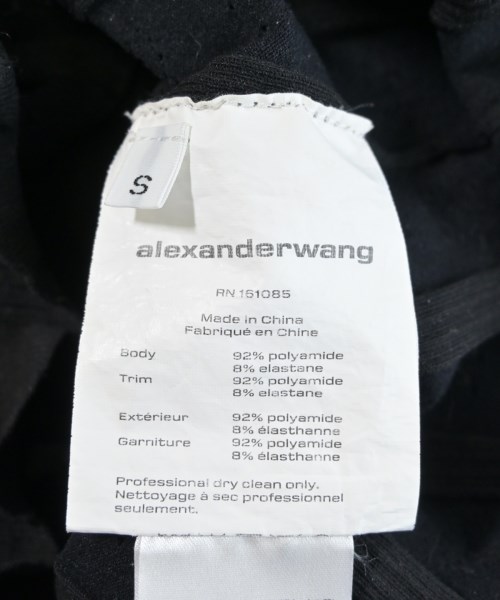 S
alexanderwang
RN 161085
Made in China
Fabriqué en Chine
Body 92% polyamide
8% elastane
Trim 92% polyamide
8% elastane
Extérieur 92% polyamide
8% élasthanne
Garniture 92% polyamide
8% élasthanne
Professional dry clean only.
Nettoyage à sec professionnel
seulement.